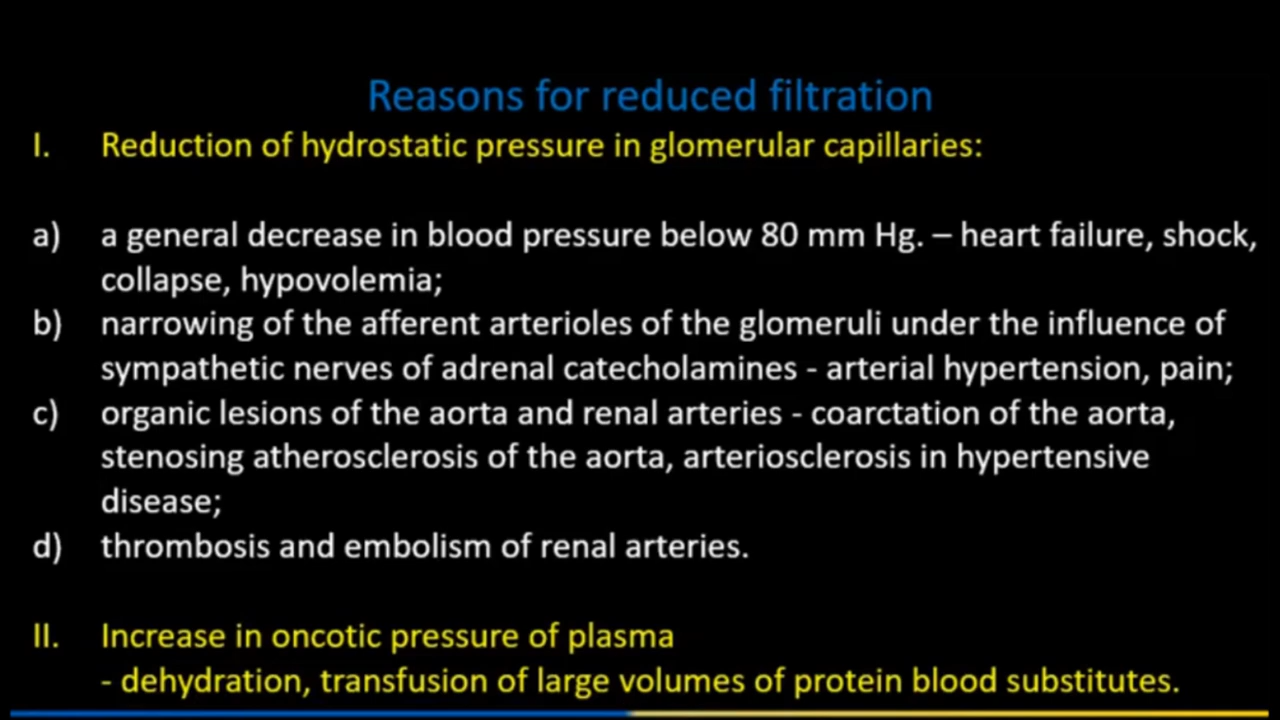 Reasons for reduced filtration
I. Reduction of hydrostatic pressure in glomerular capillaries:
a) a general decrease in blood pressure below 80 mm Hg. – heart failure, shock,
collapse, hypovolemia;
b) narrowing of the afferent arterioles of the glomeruli under the influence of
sympathetic nerves of adrenal catecholamines - arterial hypertension, pain;
c) organic lesions of the aorta and renal arteries - coarctation of the aorta,
stenosing atherosclerosis of the aorta, arteriosclerosis in hypertensive
disease;
d) thrombosis and embolism of renal arteries.
II. Increase in oncotic pressure of plasma
- dehydration, transfusion of large volumes of protein blood substitutes.